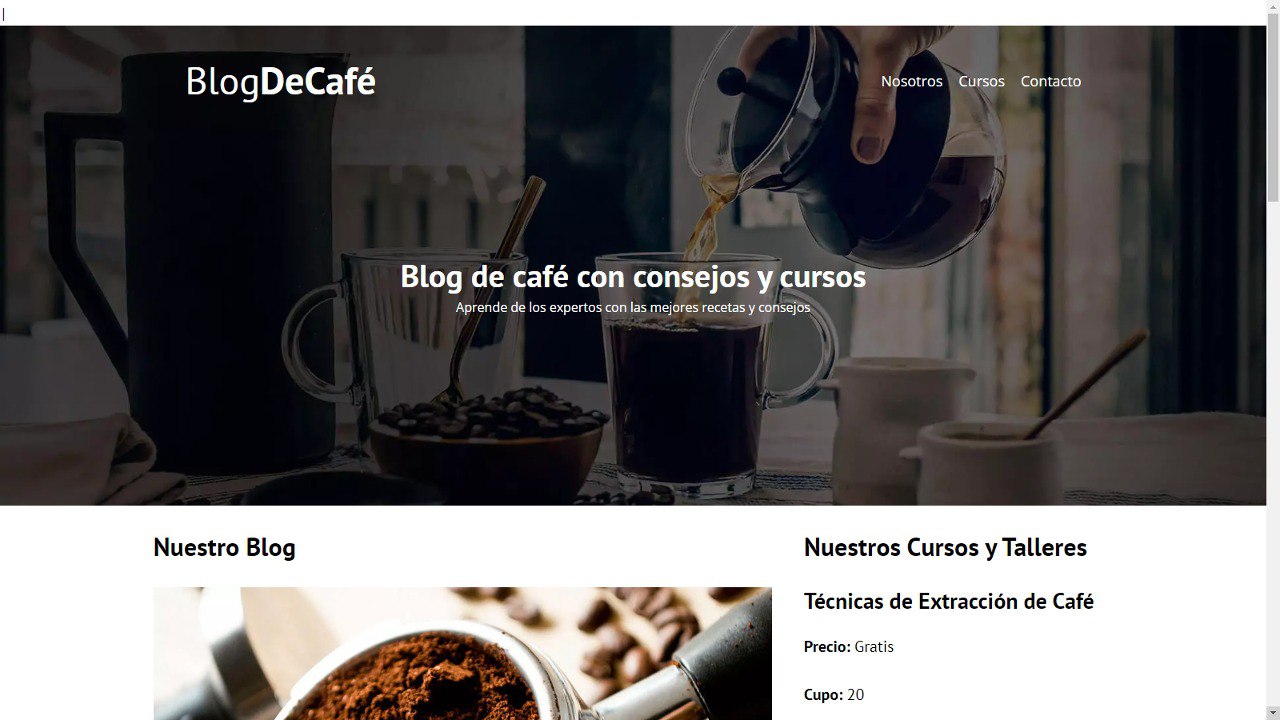 |
BlogDeCafé
Nosotros Cursos Contacto
Blog de café con consejos y cursos
Aprende de los expertos con las mejores recetas y consejos
Nuestro Blog
Nuestros Cursos y Talleres
Técnicas de Extracción de Café
Precio: Gratis
Cupo: 20